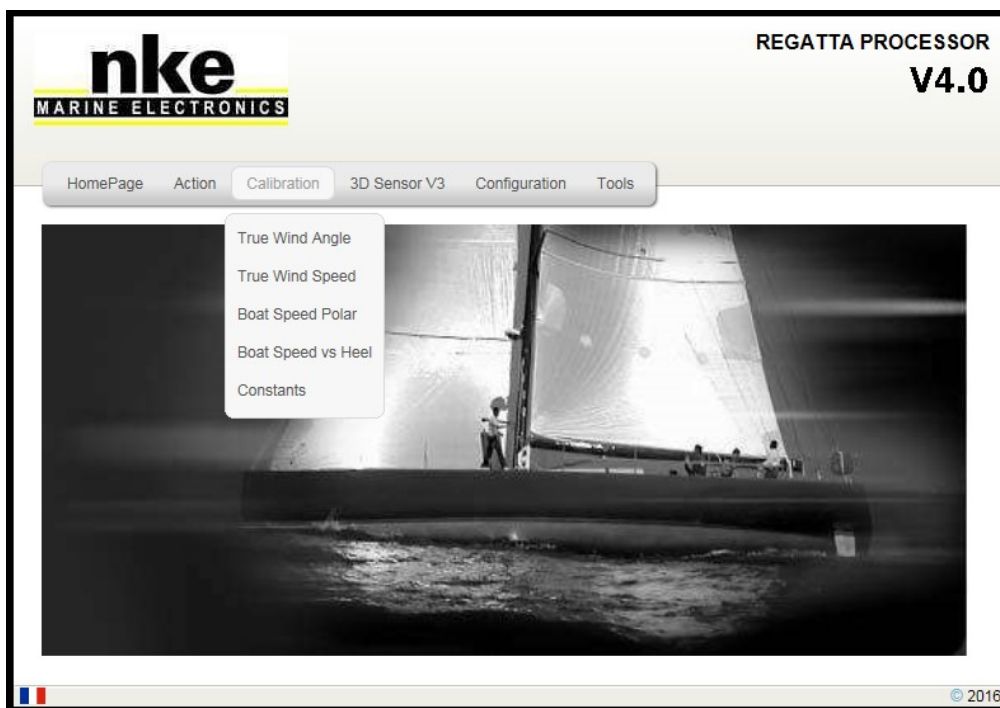 nke
MARINE ELECTRONICS
REGATTA PROCESSOR
V4.0
HomePage Action Calibration 3D Sensor V3 Configuration Tools
True Wind Angle
True Wind Speed
Boat Speed Polar
Boat Speed vs Heel
Constants
© 2016